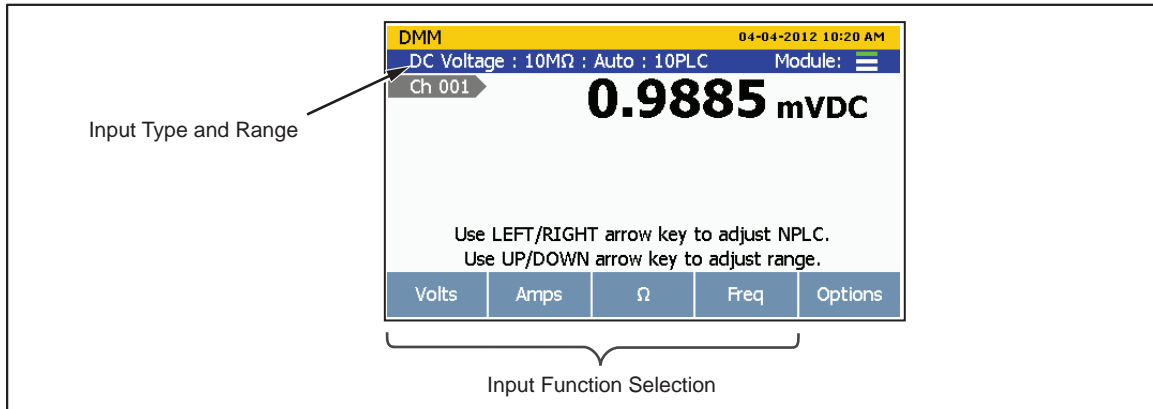 DMM 04-04-2012 10:20 AM
DC Voltage : 10MΩ : Auto : 10PLC Module:
Ch 001
0.9885 mVDC
Input Type and Range
Use LEFT/RIGHT arrow key to adjust NPLC.
Use UP/DOWN arrow key to adjust range.
Volts Amps Ω Freq Options
Input Function Selection